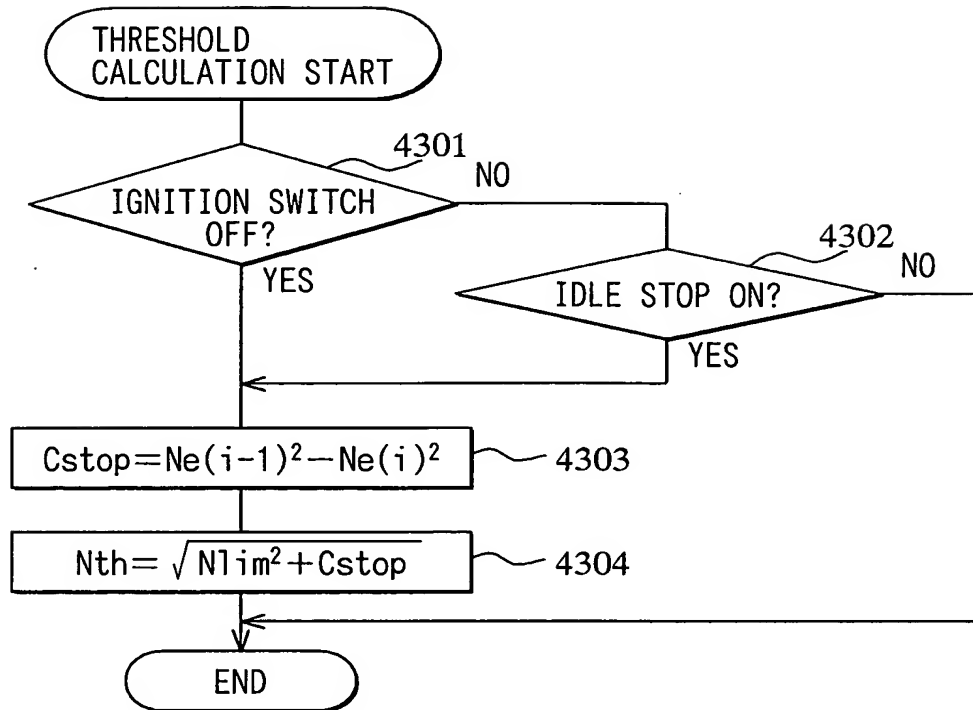 THRESHOLD
CALCULATION START
4301
NO
IGNITION SWITCH
OFF?
YES
4302
NO
IDLE STOP ON?
YES
Cstop=Ne(i-1)²-Ne(i)²
4303
Nth=√Nlim²+Cstop
4304
END